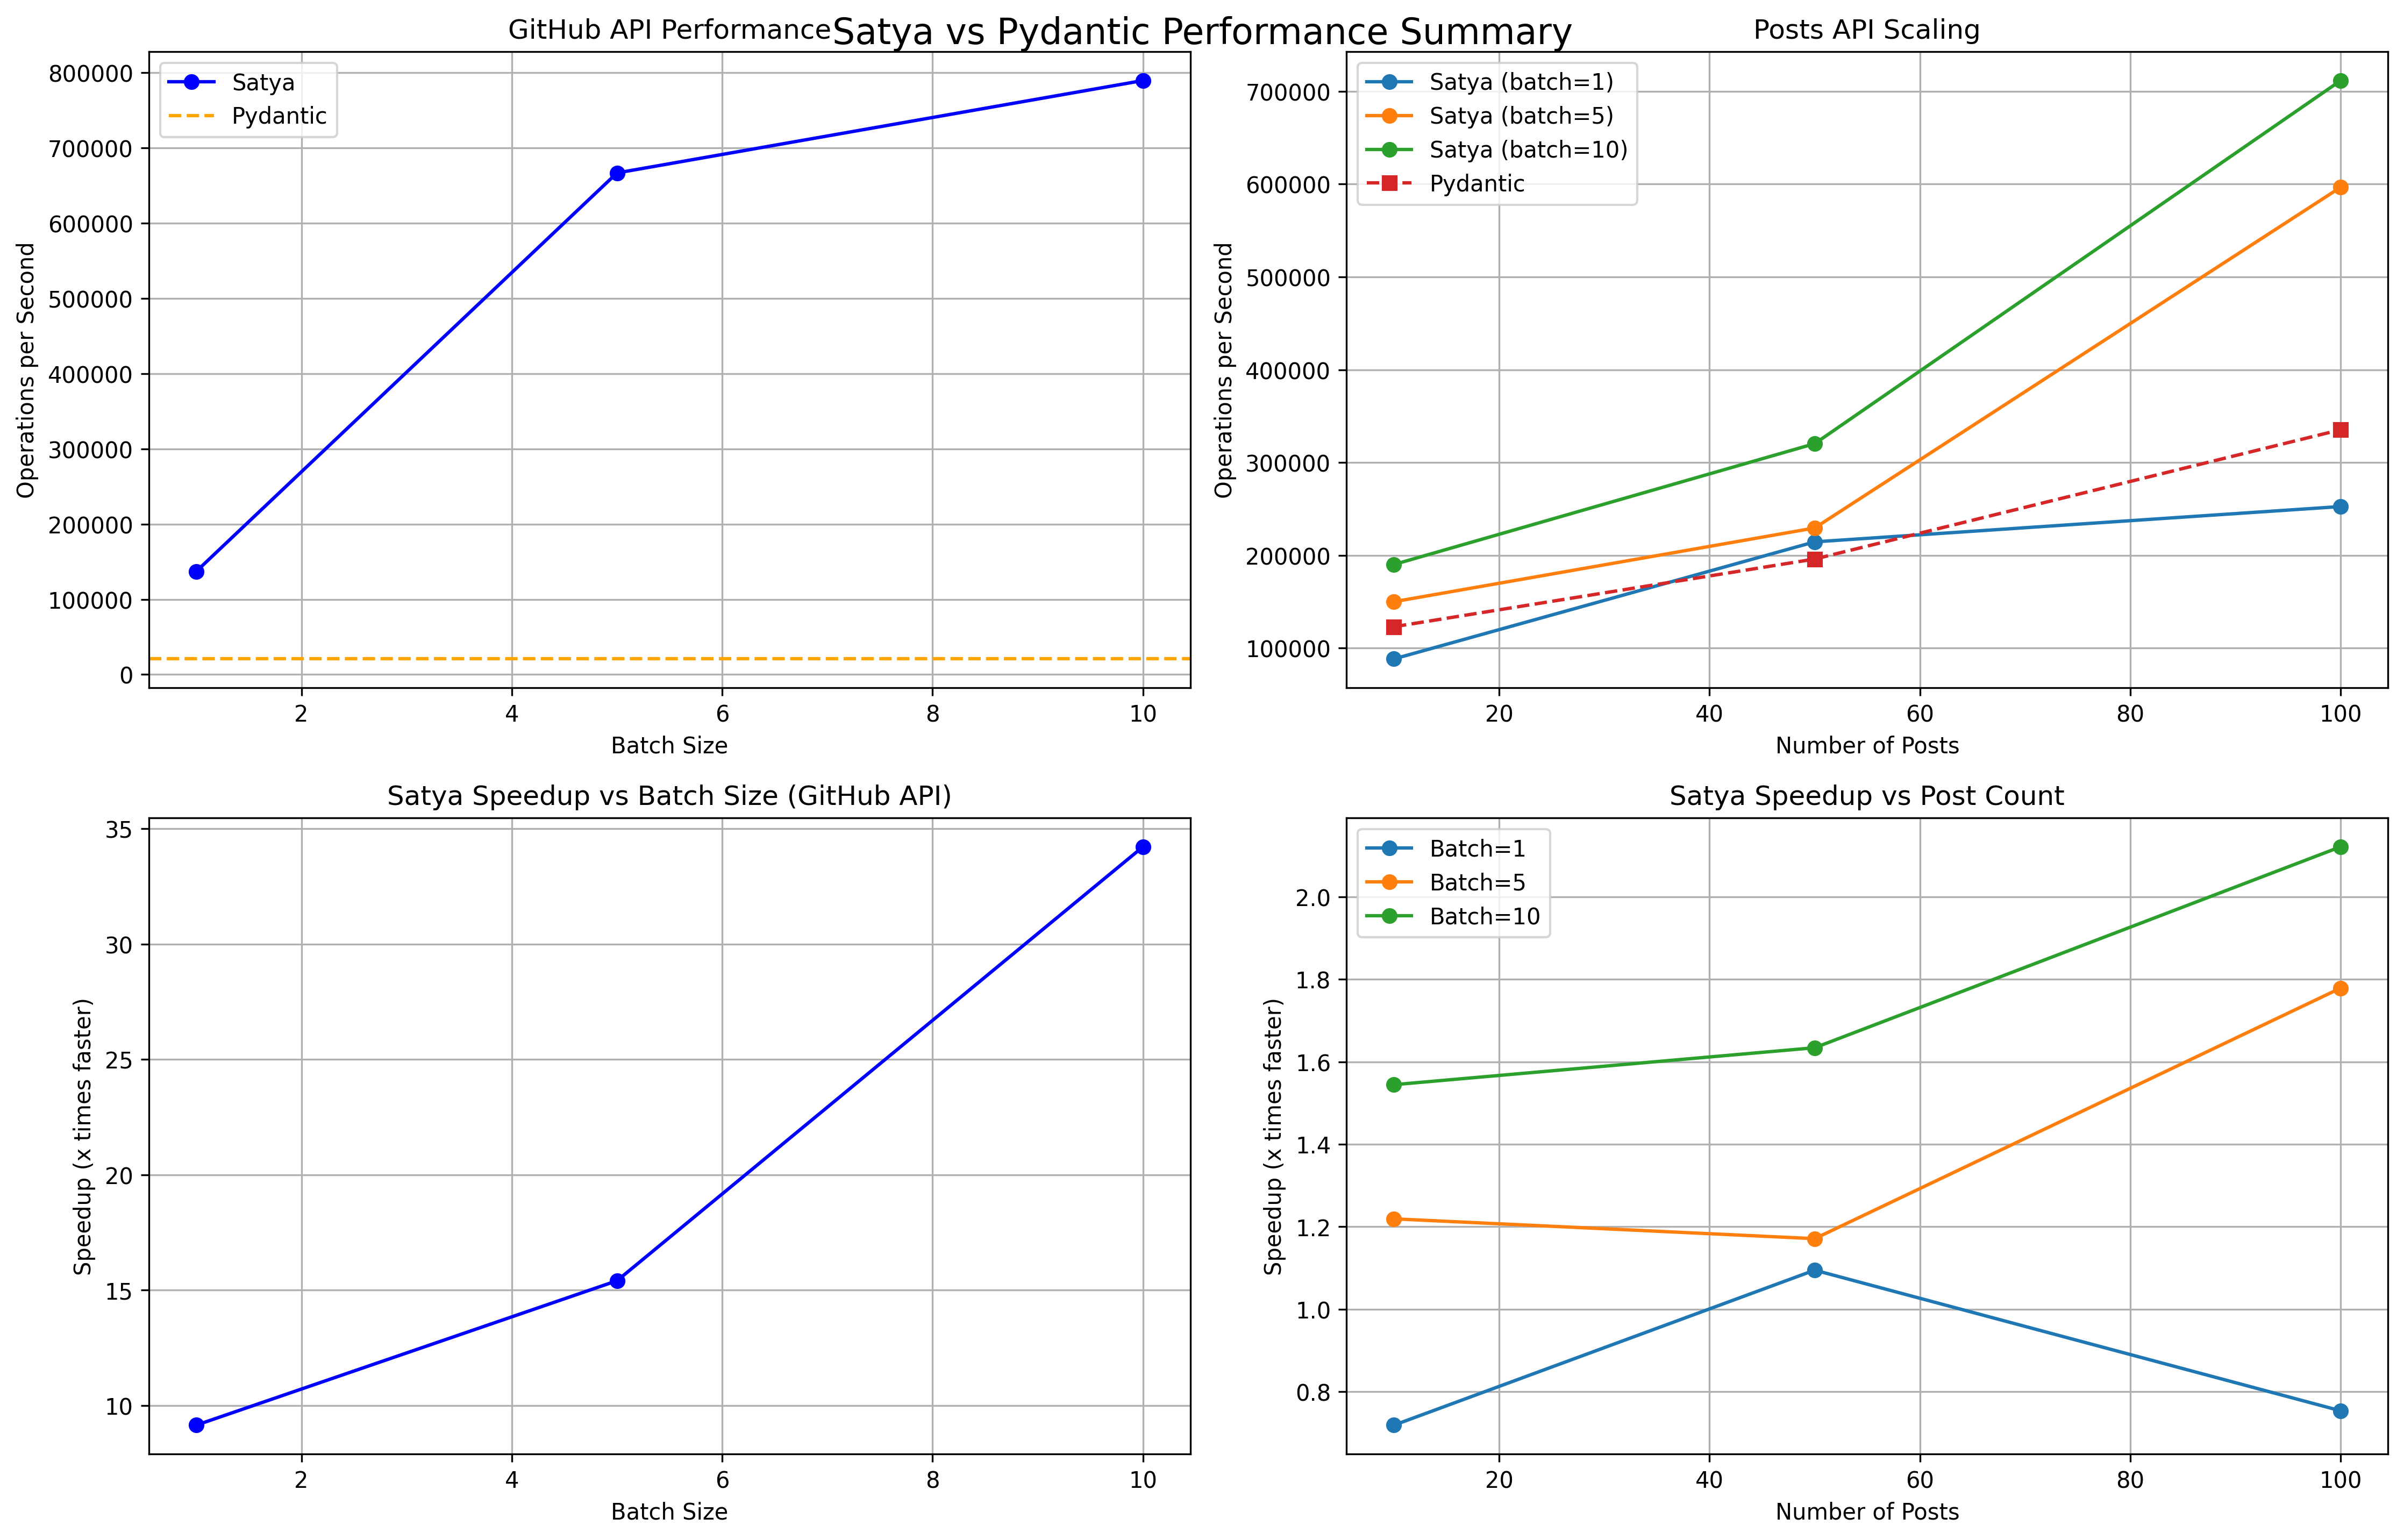 Satya vs Pydantic Performance Summary
GitHub API Performance
Satya
Pydantic
800000
700000
600000
500000
400000
300000
200000
100000
0
Operations per Second
2 4 6 8 10
Batch Size
Posts API Scaling
Satya (batch=1)
Satya (batch=5)
Satya (batch=10)
Pydantic
700000
600000
500000
400000
300000
200000
100000
Operations per Second
20 40 60 80 100
Number of Posts
Satya Speedup vs Batch Size (GitHub API)
35
30
25
20
15
10
Speedup (x times faster)
2 4 6 8 10
Batch Size
Satya Speedup vs Post Count
Batch=1
Batch=5
Batch=10
2.0
1.8
1.6
1.4
1.2
1.0
0.8
Speedup (x times faster)
20 40 60 80 100
Number of Posts